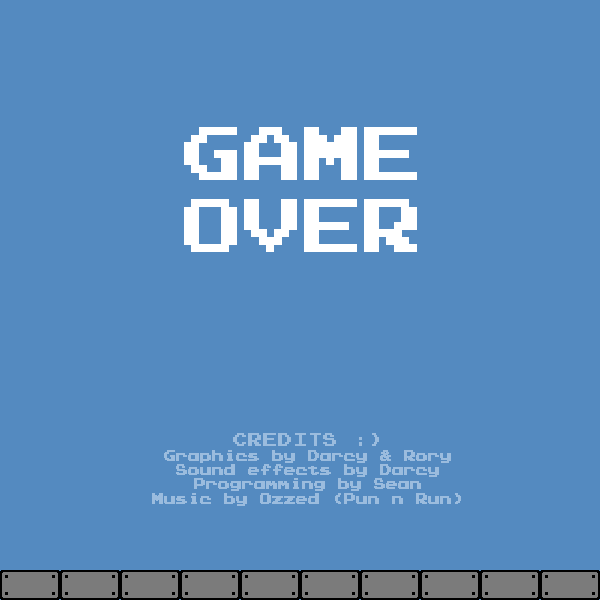 GAME
OVER
CREDITS :)
Graphics by Darcy & Rory
Sound effects by Darcy
Programming by Sean
Music by Ozzed (Pun n Run)